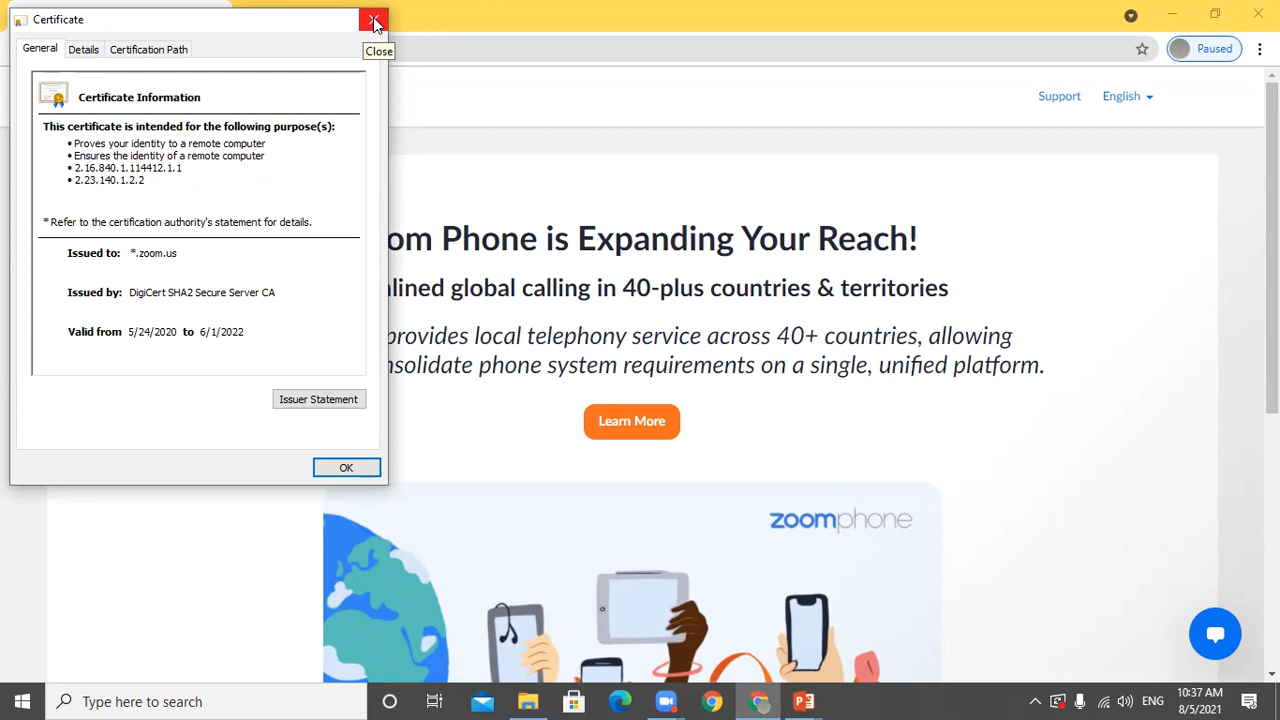 Certificate
General Details Certification Path
Close
Certificate Information
This certificate is intended for the following purpose(s):
• Proves your identity to a remote computer
• Ensures the identity of a remote computer
• 2.16.840.1.114412.1.1
• 2.23.140.1.2.2
* Refer to the certification authority's statement for details.
Issued to: *.zoom.us
Issued by: DigiCert SHA2 Secure Server CA
Valid from 5/24/2020 to 6/1/2022
Issuer Statement
OK
Paused
Support English
om Phone is Expanding Your Reach!
lined global calling in 40-plus countries & territories
provides local telephony service across 40+ countries, allowing
nsolidate phone system requirements on a single, unified platform.
Learn More
zoomphone
Type here to search
ENG
10:37 AM
8/5/2021